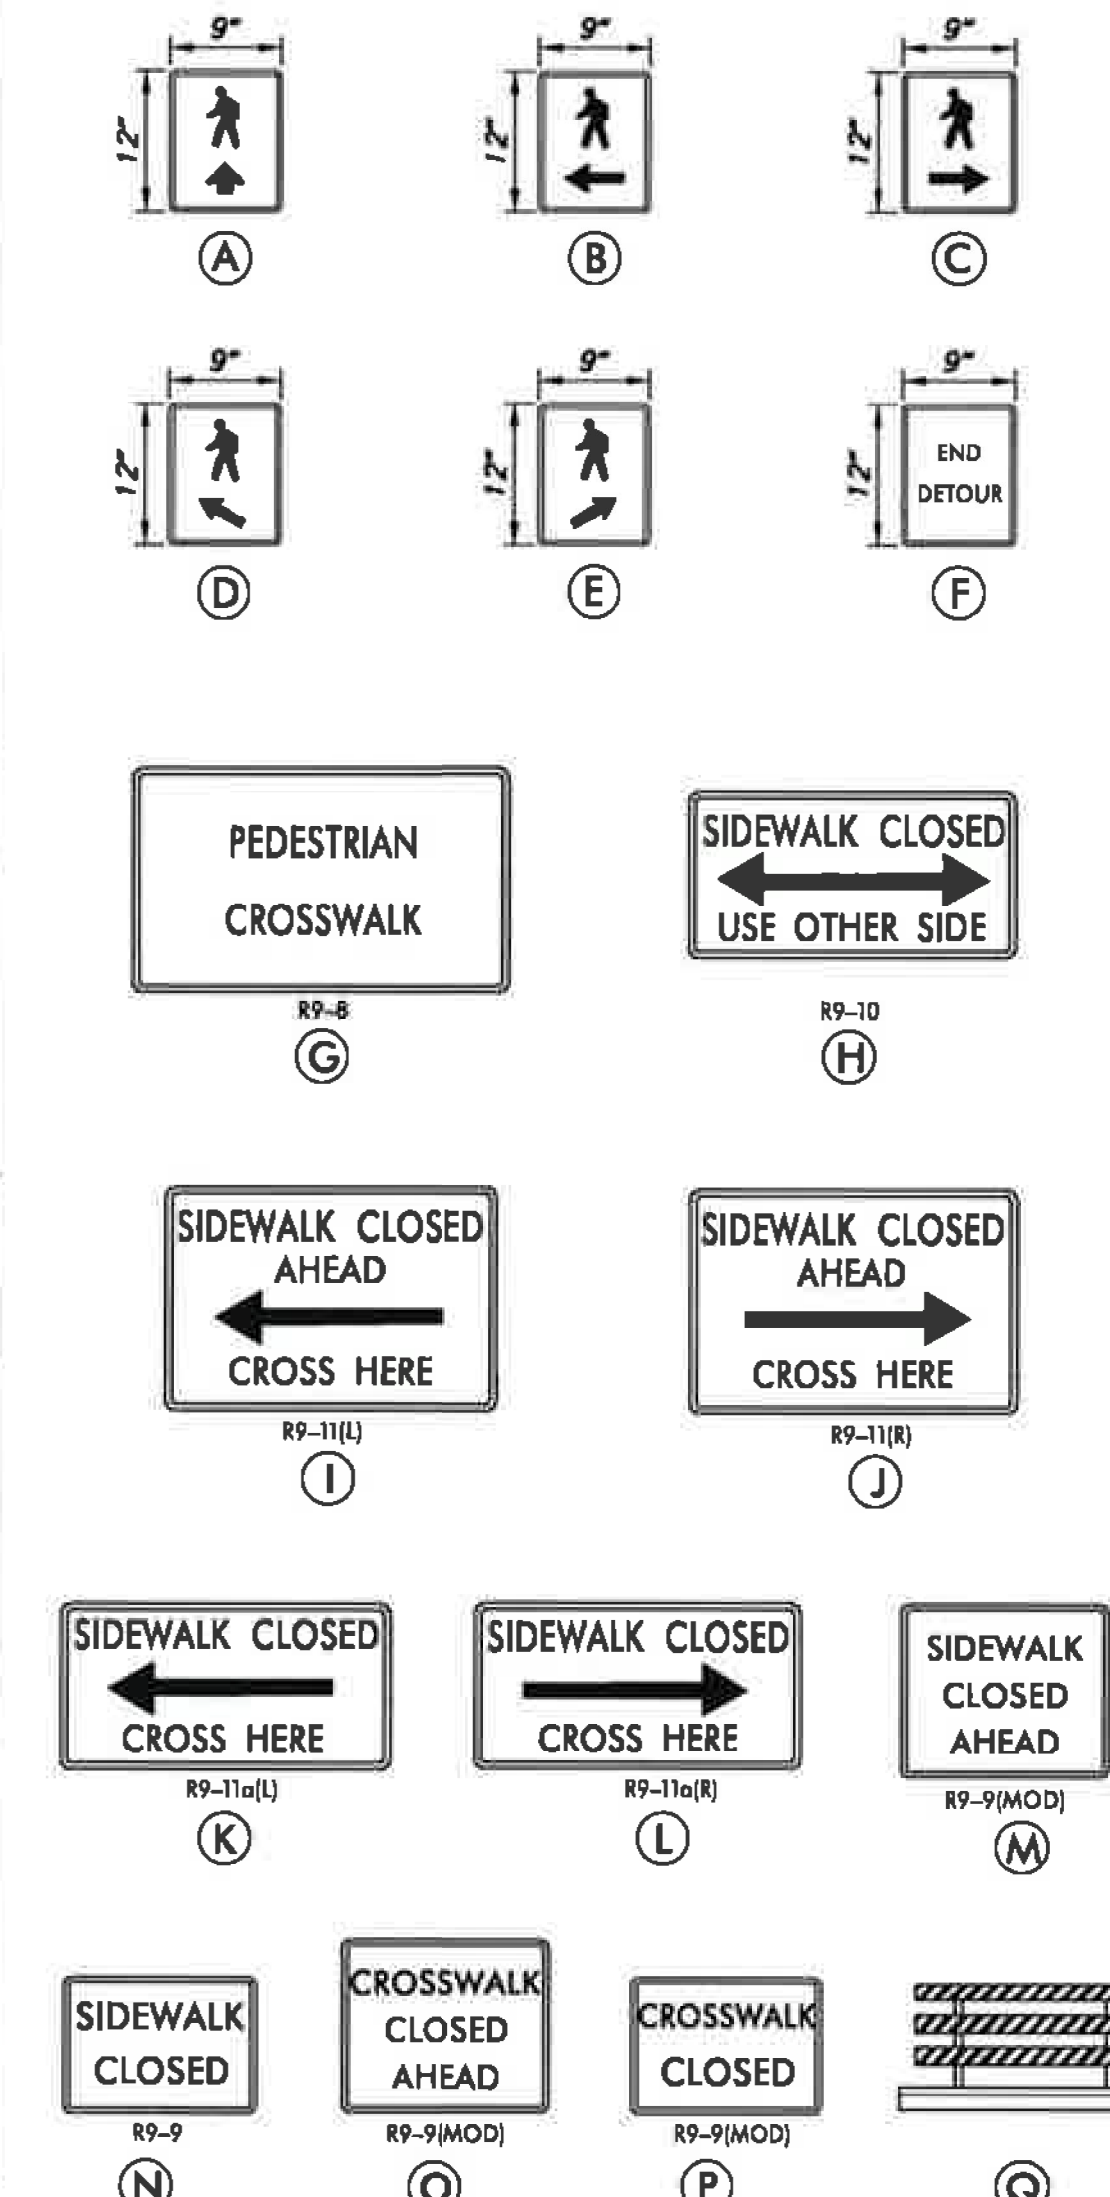 9" 9" 9"
12" 12" 12"
A B C
9" 9" 9"
12" 12" 12"
END
DETOUR
D E F
PEDESTRIAN
CROSSWALK
R9-8
G
SIDEWALK CLOSED
USE OTHER SIDE
R9-10
H
SIDEWALK CLOSED
AHEAD
CROSS HERE
R9-11(L)
I
SIDEWALK CLOSED
AHEAD
CROSS HERE
R9-11(R)
J
SIDEWALK CLOSED
CROSS HERE
R9-11a(L)
K
SIDEWALK CLOSED
CROSS HERE
R9-11a(R)
L
SIDEWALK
CLOSED
AHEAD
R9-9(MOD)
M
SIDEWALK
CLOSED
R9-9
N
CROSSWALK
CLOSED
AHEAD
R9-9(MOD)
O
CROSSWALK
CLOSED
R9-9(MOD)
P
Q